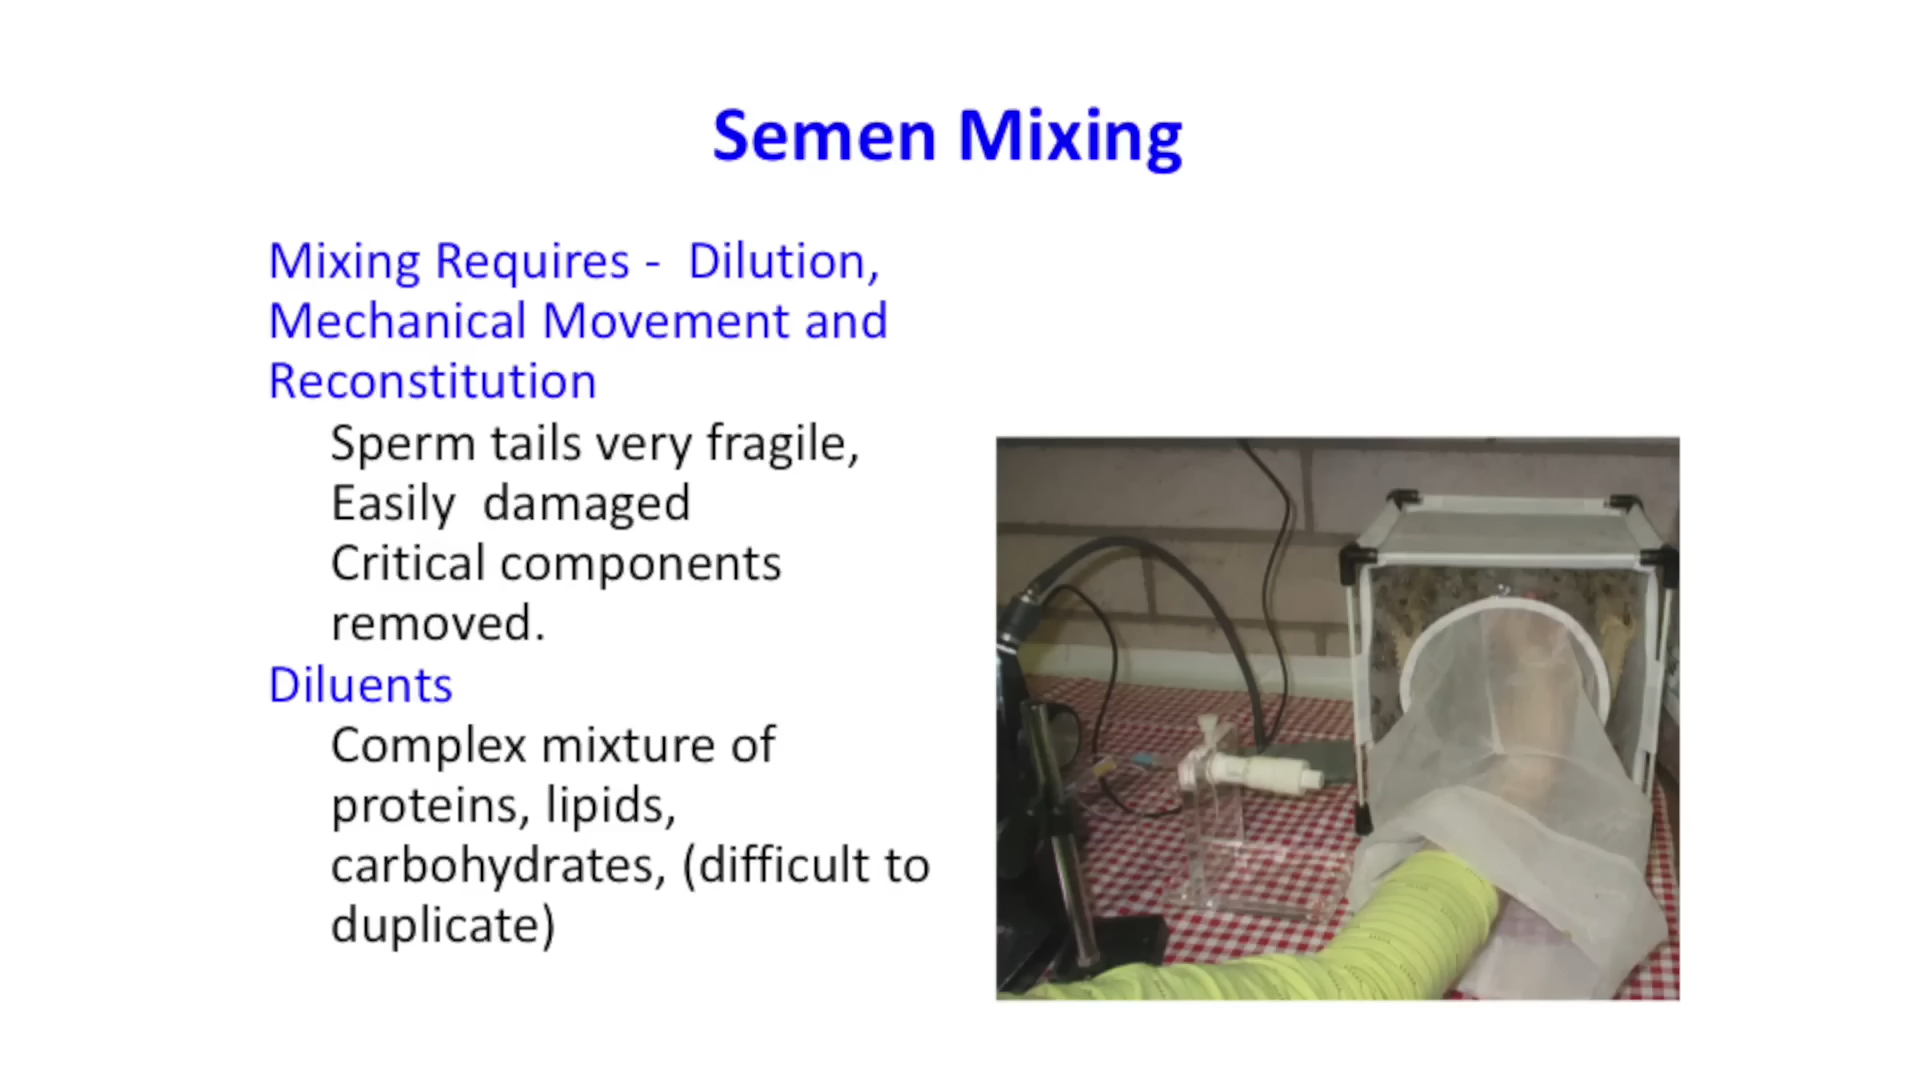 Semen Mixing
Mixing Requires -  Dilution,
Mechanical Movement and
Reconstitution
Sperm tails very fragile,
Easily  damaged
Critical components
removed.
Diluents
Complex mixture of
proteins, lipids,
carbohydrates, (difficult to
duplicate)